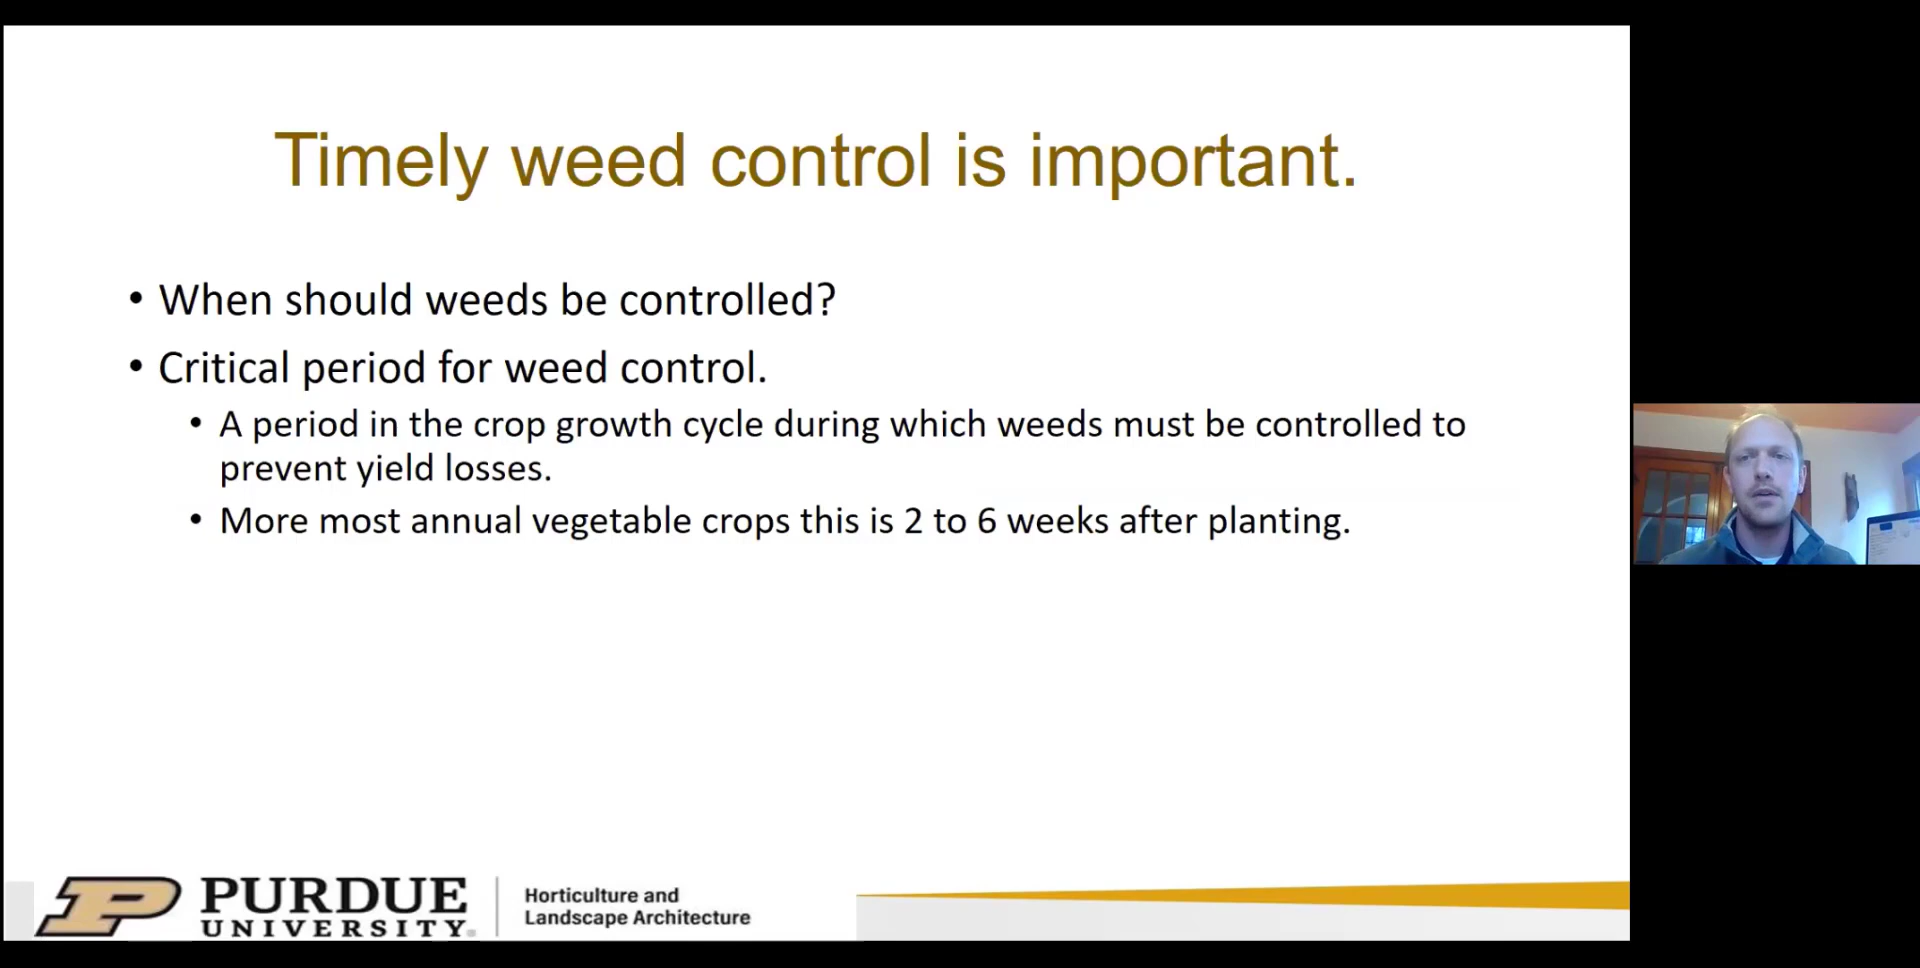 Timely weed control is important.
• When should weeds be controlled?
• Critical period for weed control.
• A period in the crop growth cycle during which weeds must be controlled to
prevent yield losses.
• More most annual vegetable crops this is 2 to 6 weeks after planting.
PURDUE
UNIVERSITY
Horticulture and
Landscape Architecture